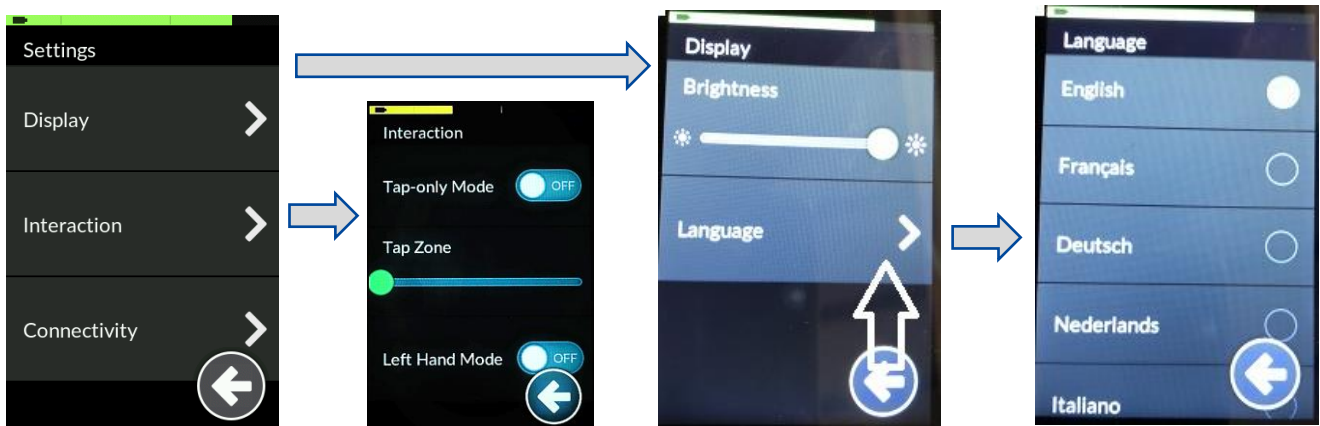 Settings
Display
Interaction
Connectivity
Interaction
Tap-only Mode OFF
Tap Zone
Left Hand Mode OFF
Display
Brightness
Language
Language
English
Français
Deutsch
Nederlands
Italiano